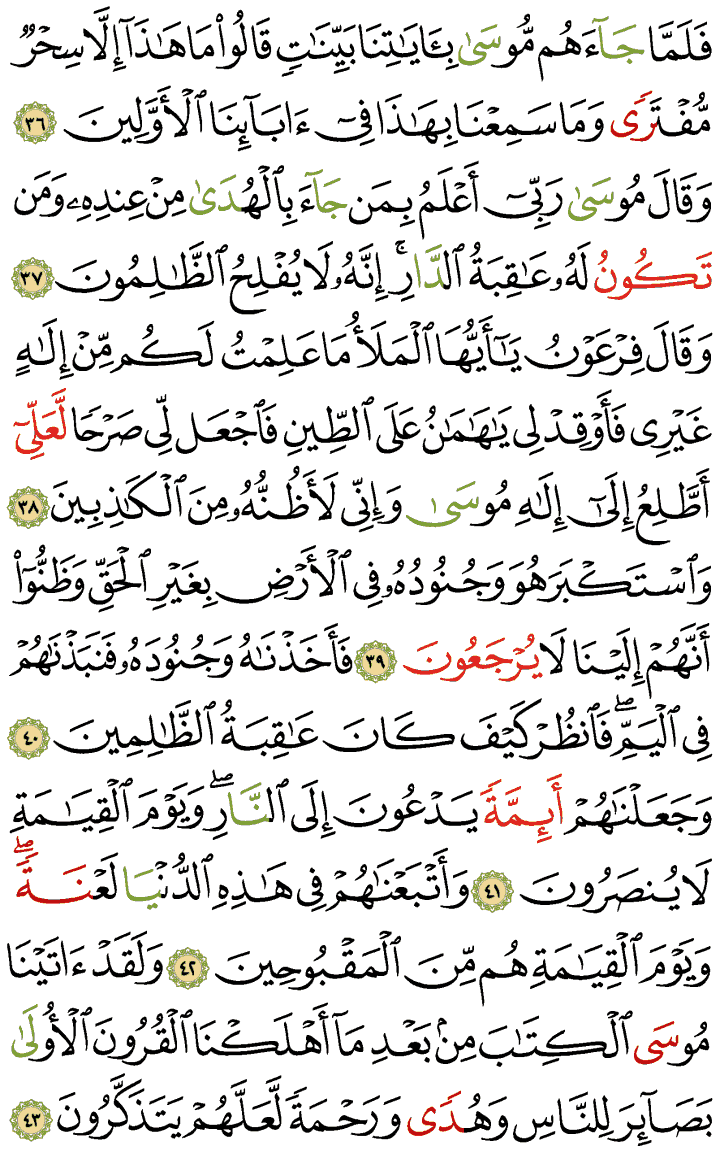 فَلَمَّا جَآءَهُم مُّوسَىٰ بِـَٔايَٰتِنَا بَيِّنَٰتٖ قَالُواْ مَا هَٰذَآ إِلَّا سِحۡرٞ
مُّفۡتَرٗى وَمَا سَمِعۡنَا بِهَٰذَا فِيٓ ءَابَآئِنَا ٱلۡأَوَّلِينَ ٣٦
وَقَالَ مُوسَىٰ رَبِّيٓ أَعۡلَمُ بِمَن جَآءَ بِٱلۡهُدَىٰ مِنۡ عِندِهِۦ وَمَن
تَكُونُ لَهُۥ عَٰقِبَةُ ٱلدَّارِۚ إِنَّهُۥ لَا يُفۡلِحُ ٱلظَّٰلِمُونَ ٣٧
وَقَالَ فِرۡعَوۡنُ يَٰٓأَيُّهَا ٱلۡمَلَأُ مَا عَلِمۡتُ لَكُم مِّنۡ إِلَٰهٍ
غَيۡرِي فَأَوۡقِدۡ لِي يَٰهَٰمَٰنُ عَلَى ٱلطِّينِ فَٱجۡعَل لِّي صَرۡحٗا لَّعَلِّيٓ
أَطَّلِعُ إِلَىٰٓ إِلَٰهِ مُوسَىٰ وَإِنِّي لَأَظُنُّهُۥ مِنَ ٱلۡكَٰذِبِينَ ٣٨
وَٱسۡتَكۡبَرَ هُوَ وَجُنُودُهُۥ فِي ٱلۡأَرۡضِ بِغَيۡرِ ٱلۡحَقِّ وَظَنُّوٓاْ
أَنَّهُمۡ إِلَيۡنَا لَا يُرۡجَعُونَ ٣٩ فَأَخَذۡنَٰهُ وَجُنُودَهُۥ فَنَبَذۡنَٰهُمۡ
فِي ٱلۡيَمِّۖ فَٱنظُرۡ كَيۡفَ كَانَ عَٰقِبَةُ ٱلظَّٰلِمِينَ ٤٠
وَجَعَلۡنَٰهُمۡ أَئِمَّةٗ يَدۡعُونَ إِلَى ٱلنَّارِۖ وَيَوۡمَ ٱلۡقِيَٰمَةِ
لَا يُنصَرُونَ ٤١ وَأَتۡبَعۡنَٰهُمۡ فِي هَٰذِهِ ٱلدُّنۡيَا لَعۡنَةٗۖ
وَيَوۡمَ ٱلۡقِيَٰمَةِ هُم مِّنَ ٱلۡمَقۡبُوحِينَ ٤٢ وَلَقَدۡ ءَاتَيۡنَا
مُوسَى ٱلۡكِتَٰبَ مِنۢ بَعۡدِ مَآ أَهۡلَكۡنَا ٱلۡقُرُونَ ٱلۡأُولَىٰ
بَصَآئِرَ لِلنَّاسِ وَهُدٗى وَرَحۡمَةٗ لَّعَلَّهُمۡ يَتَذَكَّرُونَ ٤٣